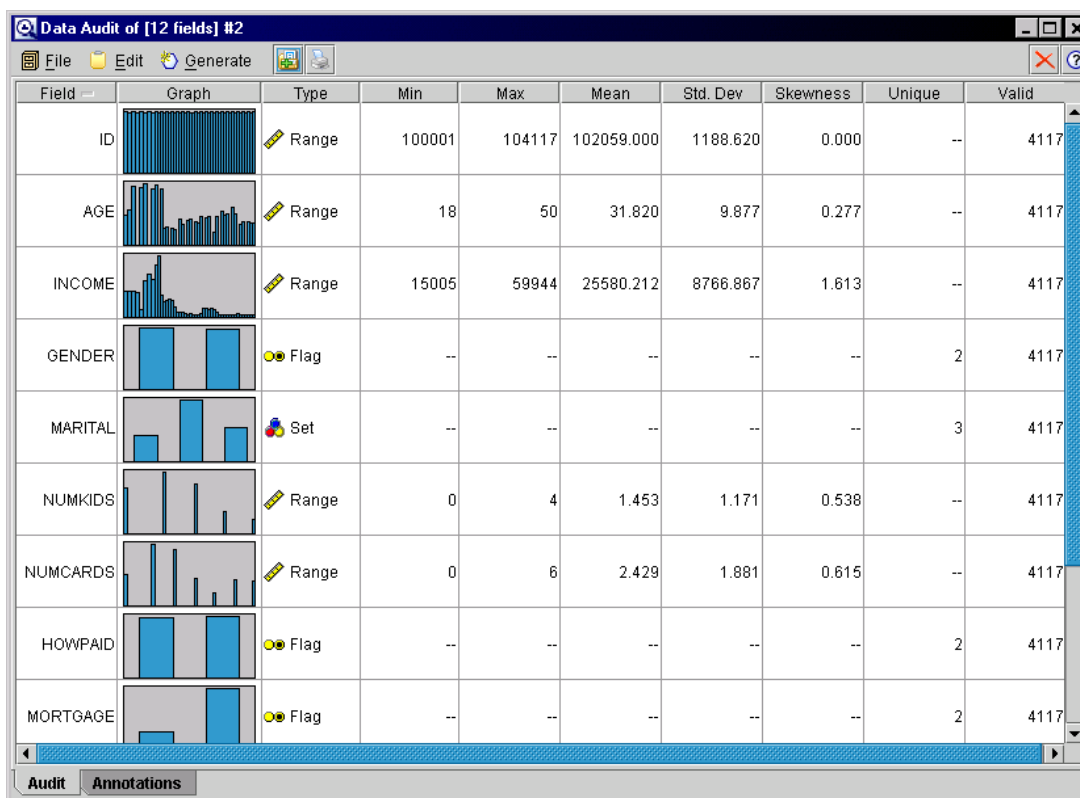 Data Audit of [12 fields] #2
File Edit Generate
Field Graph Type Min Max Mean Std. Dev Skewness Unique Valid
ID Range 100001 104117 102059.000 1188.620 0.000 -- 4117
AGE Range 18 50 31.820 9.877 0.277 -- 4117
INCOME Range 15005 59944 25580.212 8766.867 1.613 -- 4117
GENDER Flag -- -- -- -- -- 2 4117
MARITAL Set -- -- -- -- -- 3 4117
NUMKIDS Range 0 4 1.453 1.171 0.538 -- 4117
NUMCARDS Range 0 6 2.429 1.881 0.615 -- 4117
HOWPAID Flag -- -- -- -- -- 2 4117
MORTGAGE Flag -- -- -- -- -- 2 4117
Audit Annotations